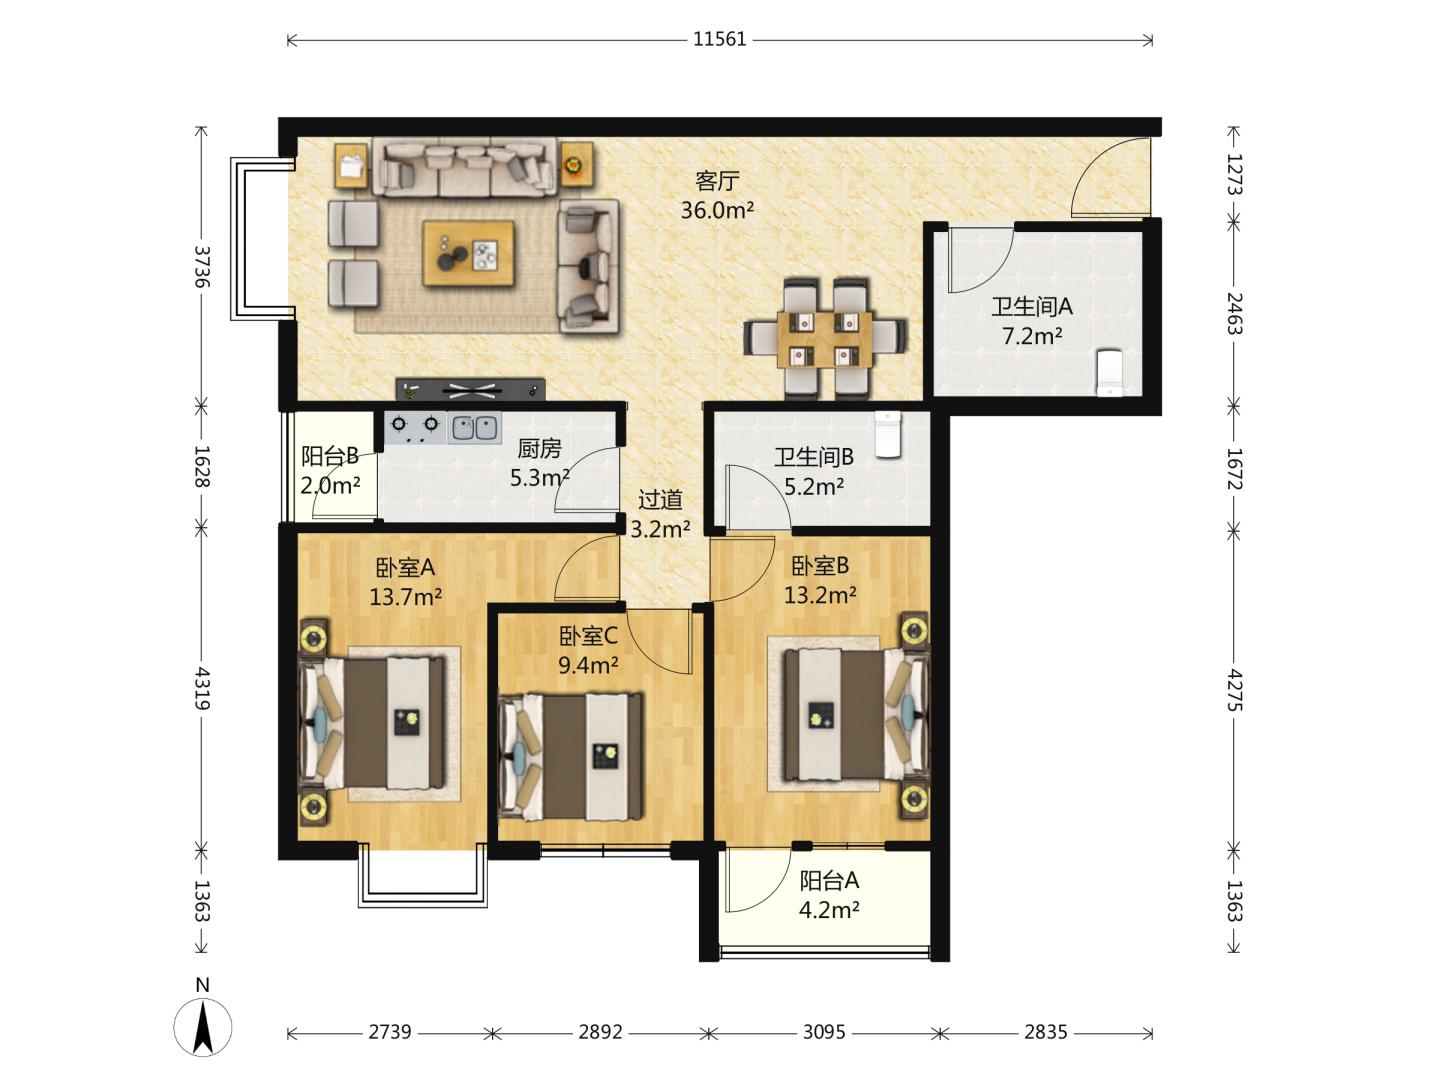 11561
3736
1628
4319
1363
1273
2463
1672
4275
1363
客厅
36.0m²
卫生间A
7.2m²
阳台B
2.0m²
厨房
5.3m²
过道
3.2m²
卫生间B
5.2m²
卧室A
13.7m²
卧室C
9.4m²
卧室B
13.2m²
阳台A
4.2m²
N
2739
2892
3095
2835